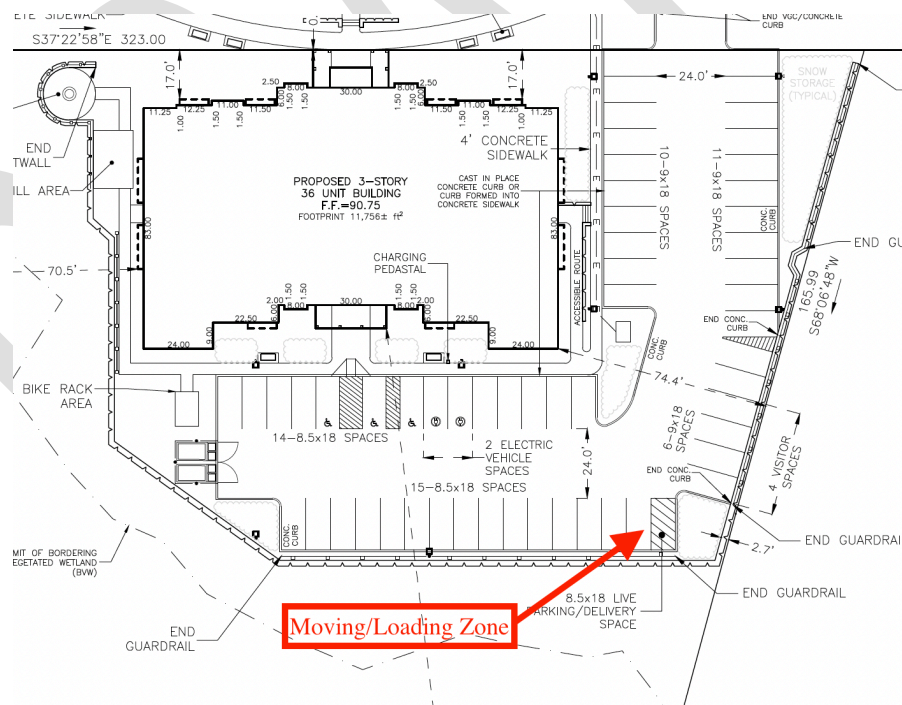 ETE SIDEWALK
S37°22'58"E 323.00
END VGC/CONCRETE
CURB
0.
17.0'
17.0'
24.0'
SNOW
STORAGE
(TYPICAL)
2.50
8.00
6.00
1.50
1.50
30.00
8.00
1.50
1.50
6.00
2.50
11.25
12.25
11.00
11.50
1.00
1.50
11.50
11.00
12.25
11.25
1.50
1.00
END
TWALL
ILL AREA
4' CONCRETE
SIDEWALK
CAST IN PLACE
CONCRETE CURB OR
CURB FORMED INTO
CONCRETE SIDEWALK
PROPOSED 3-STORY
36 UNIT BUILDING
F.F.=90.75
FOOTPRINT 11,756± ft²
83.00
83.00
10-9x18 SPACES
11-9x18 SPACES
CONC.
CURB
END GU
70.5'
CHARGING
PEDASTAL
ACCESSIBLE ROUTE
165.99
S68°06'48"W
2.00
1.50
8.00
6.00
1.50
30.00
1.50
8.00
1.50
2.00
6.00
22.50
22.50
9.00
9.00
24.00
24.00
END CONC.
CURB
CONC.
CURB
74.4'
BIKE RACK
AREA
14-8.5x18 SPACES
2 ELECTRIC
VEHICLE
SPACES
24.0'
6-9x18
SPACES
4 VISITOR
SPACES
END CONC.
CURB
15-8.5x18 SPACES
CONC.
CURB
MIT OF BORDERING
EGETATED WETLAND
(BVW)
2.7'
END GUARDRAI
END GUARDRAIL
8.5x18 LIVE
PARKING/DELIVERY
SPACE
Moving/Loading Zone
END
GUARDRAIL